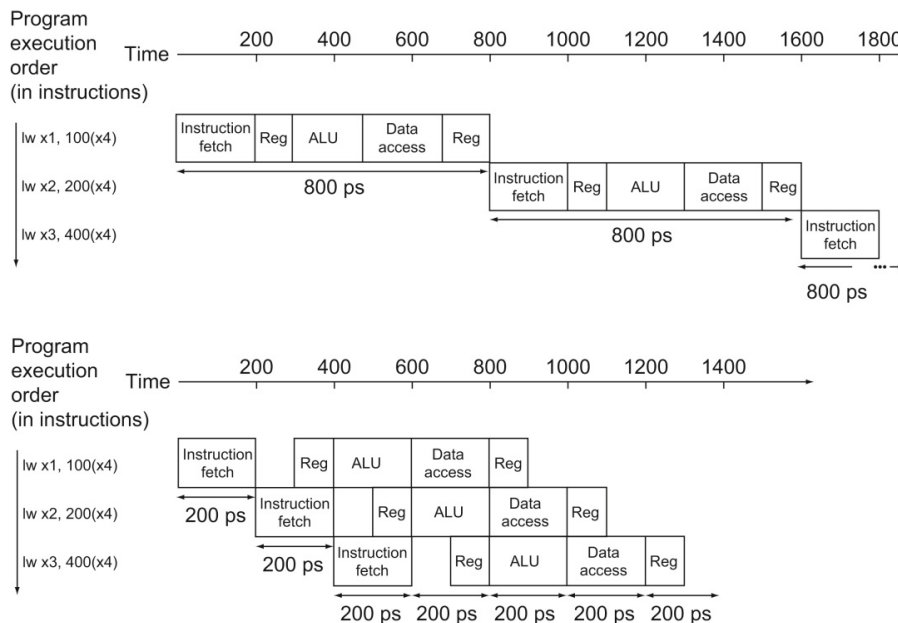 Program
execution
order
(in instructions)
Time
200 400 600 800 1000 1200 1400 1600 1800
lw x1, 100(x4)
Instruction
fetch
Reg
ALU
Data
access
Reg
800 ps
lw x2, 200(x4)
Instruction
fetch
Reg
ALU
Data
access
Reg
800 ps
lw x3, 400(x4)
Instruction
fetch
...
800 ps
Program
execution
order
(in instructions)
Time
200 400 600 800 1000 1200 1400
lw x1, 100(x4)
Instruction
fetch
Reg
ALU
Data
access
Reg
200 ps
lw x2, 200(x4)
Instruction
fetch
Reg
ALU
Data
access
Reg
200 ps
lw x3, 400(x4)
Instruction
fetch
Reg
ALU
Data
access
Reg
200 ps 200 ps 200 ps 200 ps 200 ps